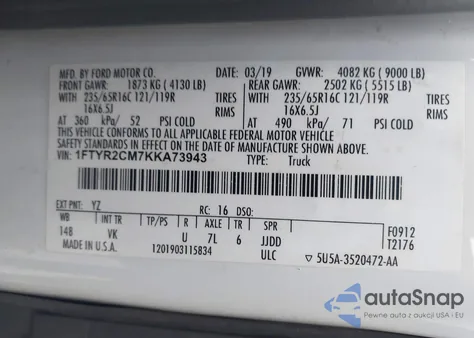 MFD. BY FORD MOTOR CO.
DATE: 03/19 GVWR: 4082 KG ( 9000 LB)
FRONT GAWR: 1873 KG ( 4130 LB) REAR GAWR: 2502 KG ( 5515 LB)
WITH 235/65R16C 121/119R TIRES WITH 235/65R16C 121/119R TIRES
16X6.5J RIMS 16X6.5J RIMS
AT 360 kPa/ 52 PSI COLD AT 490 kPa/ 71 PSI COLD
THIS VEHICLE CONFORMS TO ALL APPLICABLE FEDERAL MOTOR VEHICLE
SAFETY STANDARDS IN EFFECT ON THE DATE OF MANUFACTURE SHOWN ABOVE.
VIN: 1FTYR2CM7KKA73943 TYPE: Truck
EXT PNT: YZ RC: 16 DSO: F0912
WB INT TR TP/PS R AXLE TR SPR T2176
148 VK U 7L 6 JJDD
MADE IN U.S.A. 1201903115834 ULC ▽ 5U5A-3520472-AA
autoSnap
Pewne auta z aukcji USA i EU